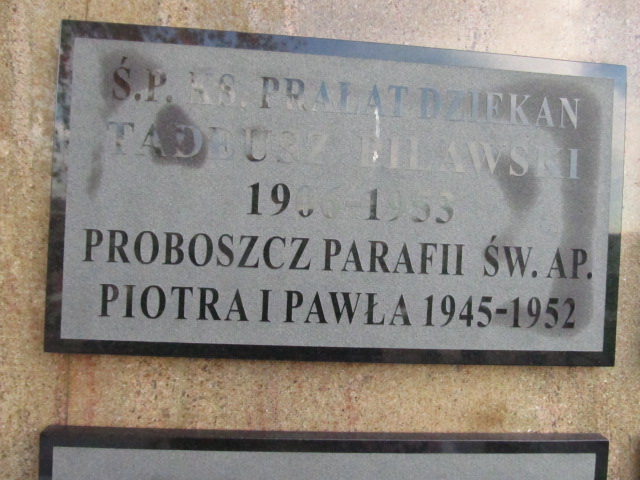 Ś.P. KS. PRAŁAT DZIEKAN
TADEUSZ
PROBOSZCZ PARAFII ŚW. AP.
PIOTRA I PAWŁA 1945-1952